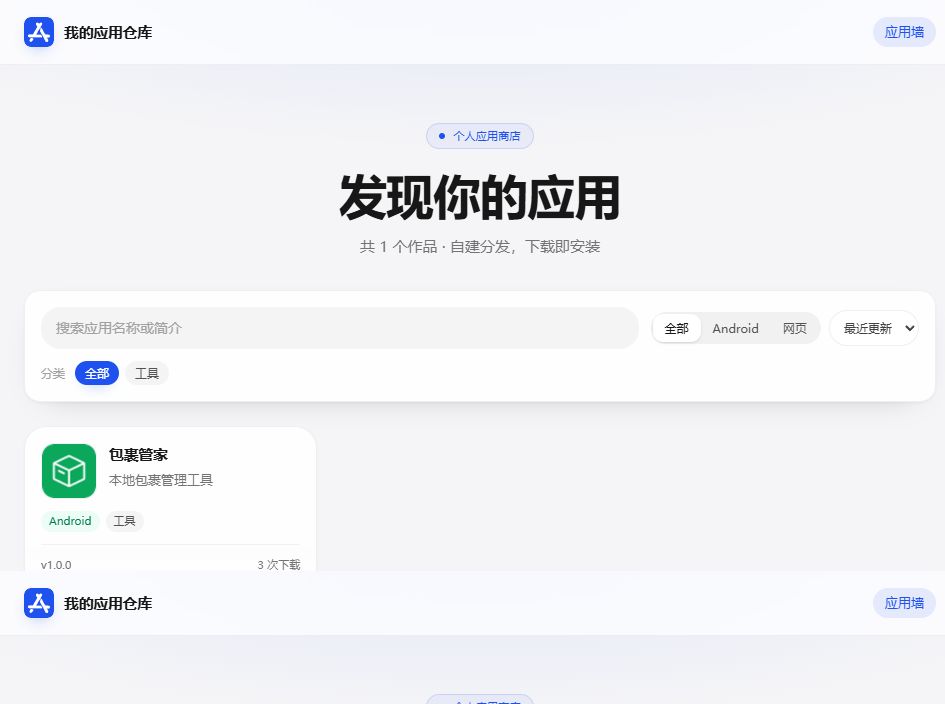 我的应用仓库
应用墙
个人应用商店
发现你的应用
共 1 个作品 · 自建分发，下载即安装
搜索应用名称或简介
全部 Android 网页 最近更新
分类 全部 工具
包裹管家
本地包裹管理工具
Android 工具
v1.0.0 3 次下载
我的应用仓库
应用墙